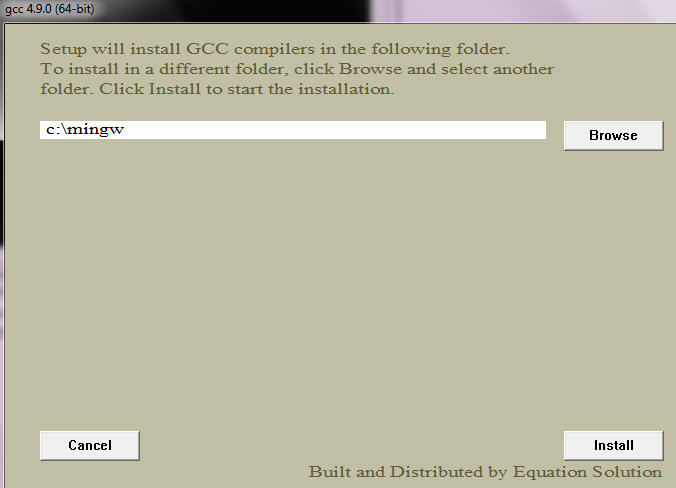 gcc 4.9.0 (64-bit)
Setup will install GCC compilers in the following folder.
To install in a different folder, click Browse and select another
folder. Click Install to start the installation.
c:\mingw
Browse
Cancel
Install
Built and Distributed by Equation Solution